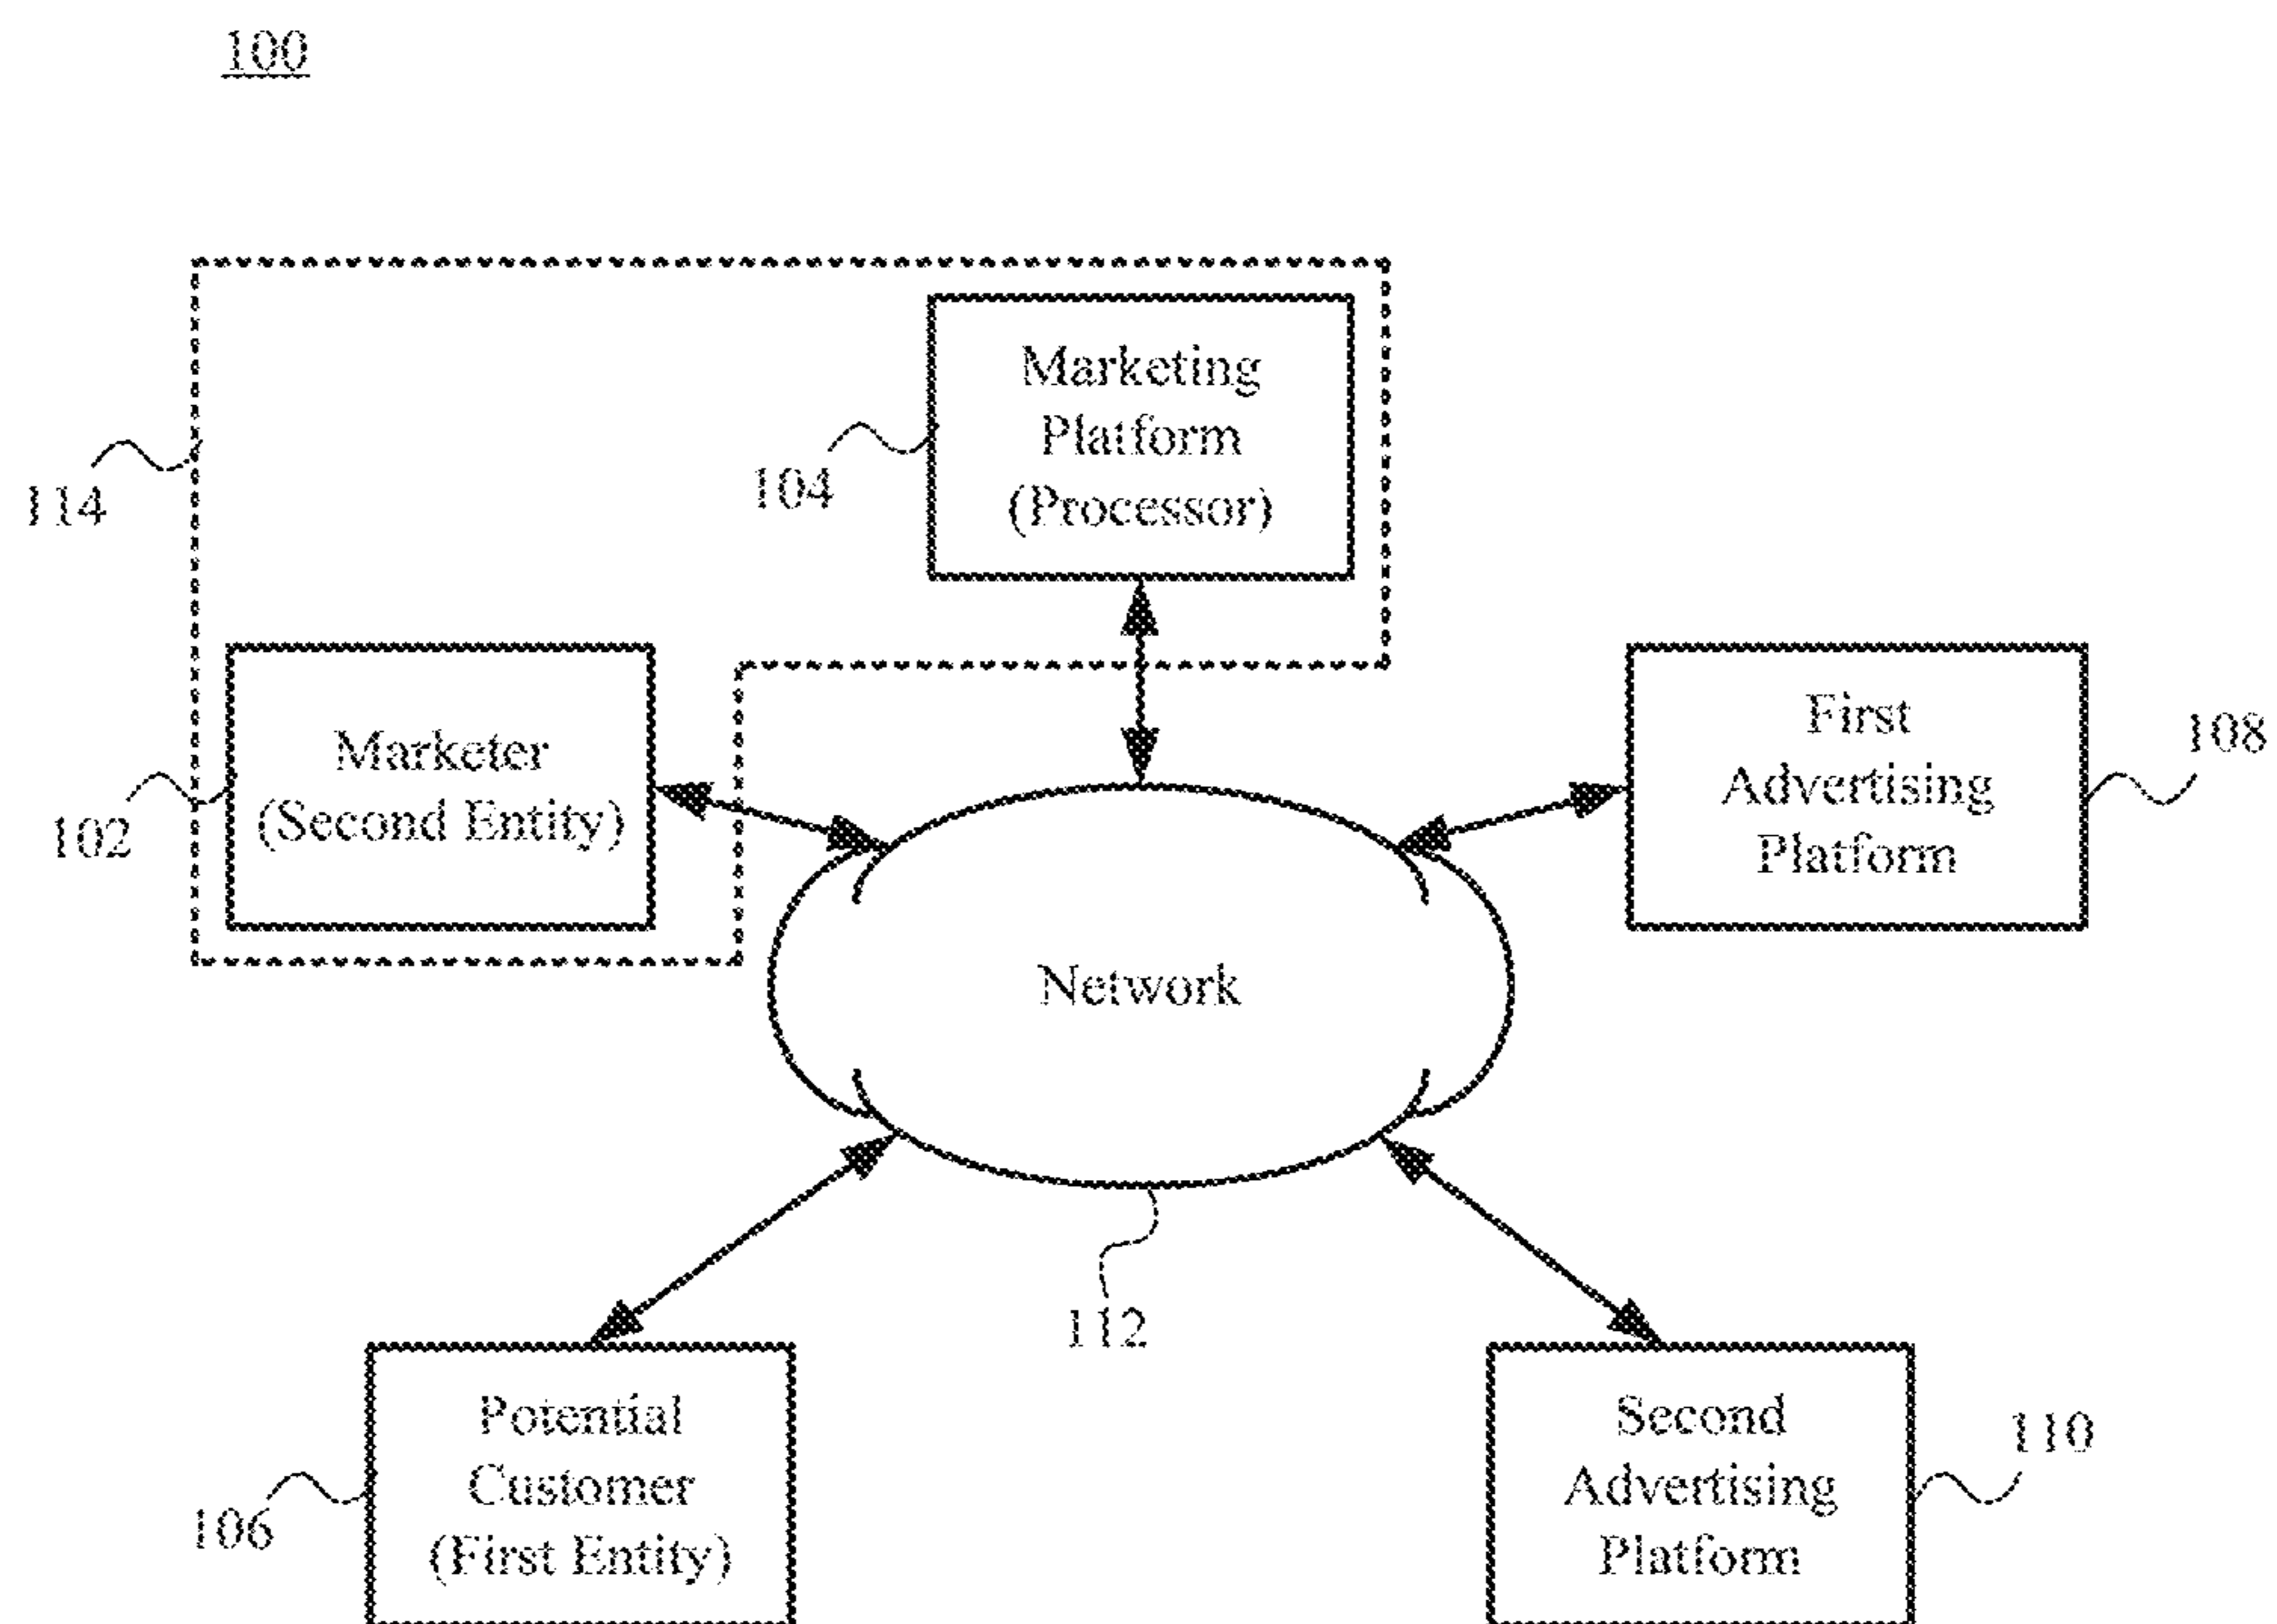 100
Marketing
Platform
(Processor)
104
114
Marketer
(Second Entity)
102
First
Advertising
Platform
108
Network
112
Potential
Customer
(First Entity)
106
Second
Advertising
Platform
110